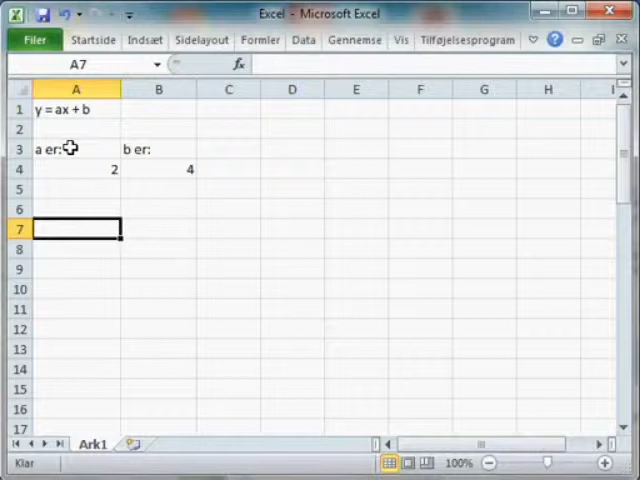 Excel - Microsoft Excel
Filer Startside Indsæt Sidelayout Formler Data Gennemse Vis Tilføjelsesprogram
A7 fx
A B C D E F G H I
1 y = ax + b
2
3 a er: b er:
4 2 4
5
6
7
8
9
10
11
12
13
14
15
16
17
Ark1
Klar 100%